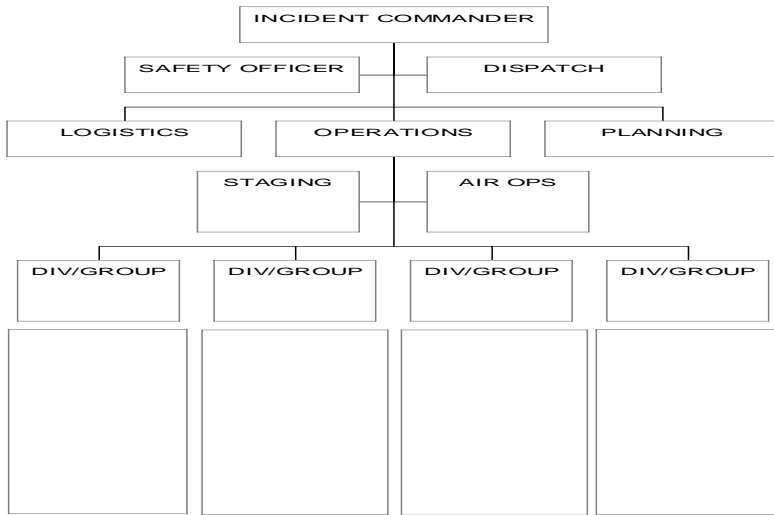 INCIDENT COMMANDER
SAFETY OFFICER
DISPATCH
LOGISTICS
OPERATIONS
PLANNING
STAGING
AIR OPS
DIV/GROUP
DIV/GROUP
DIV/GROUP
DIV/GROUP